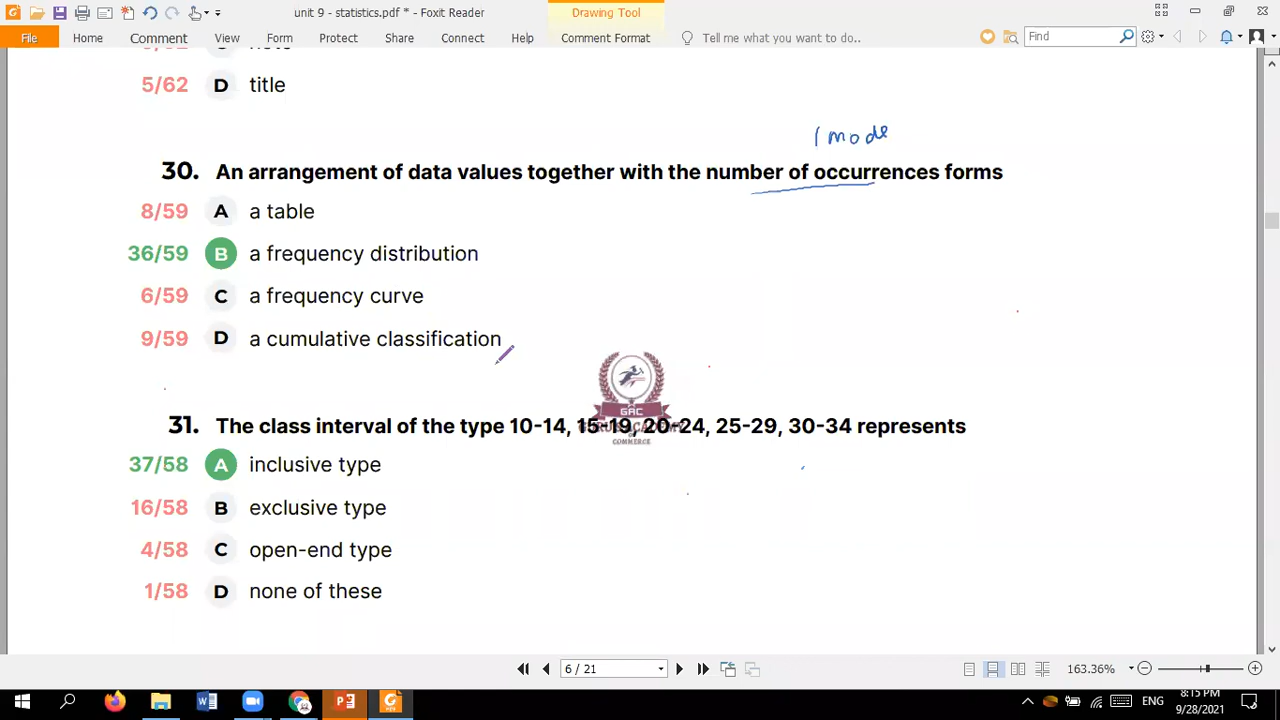 unit 9 - statistics.pdf * - Foxit Reader
Drawing Tool
File Home Comment View Form Protect Share Connect Help Comment Format Tell me what you want to do.. Find
5/62 D title
1 mode
30. An arrangement of data values together with the number of occurrences forms
8/59 A a table
36/59 B a frequency distribution
6/59 C a frequency curve
9/59 D a cumulative classification
GAC
GURUS ACADEMY
COMMERCE
31. The class interval of the type 10-14, 15-19, 20-24, 25-29, 30-34 represents
37/58 A inclusive type
16/58 B exclusive type
4/58 C open-end type
1/58 D none of these
6 / 21
163.36%
ENG
8:15 PM
9/28/2021